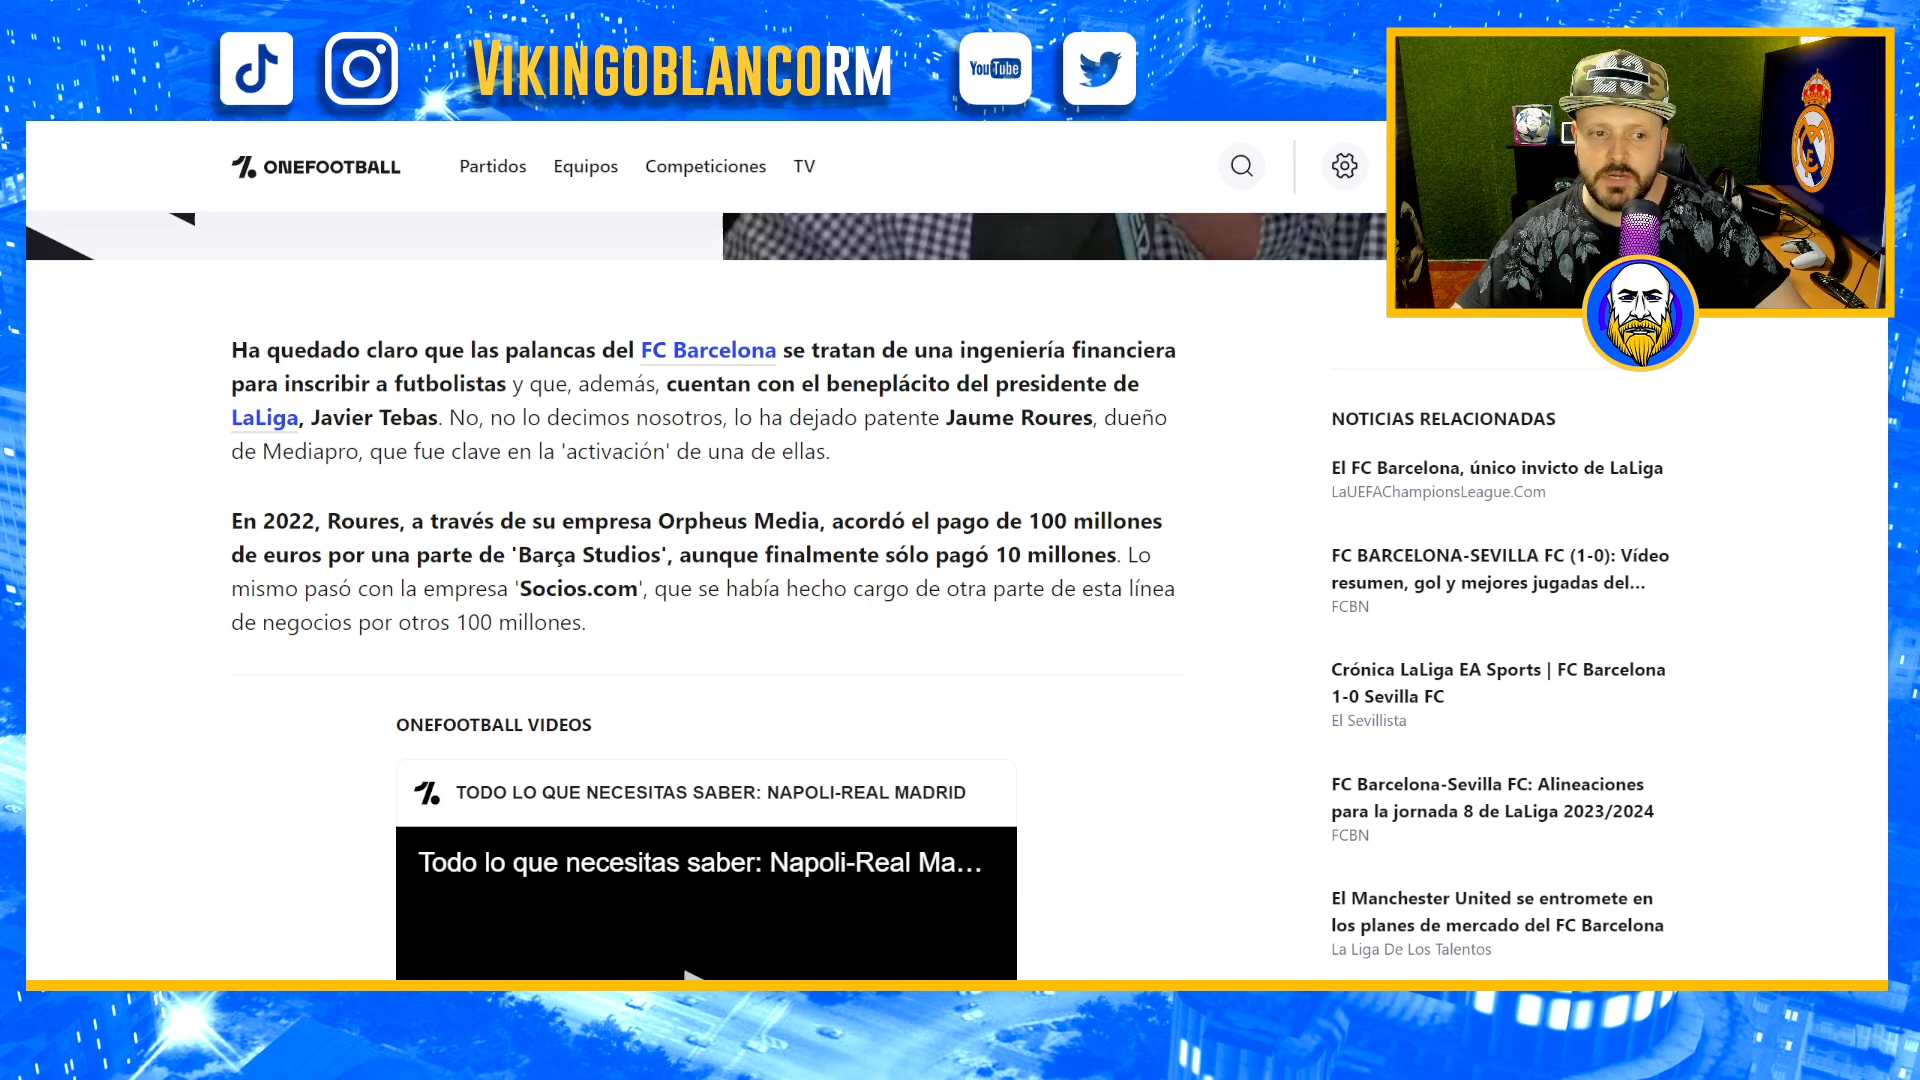 VIKINGOBLANCORM
You Tube
ONEFOOTBALL
Partidos Equipos Competiciones TV
Ha quedado claro que las palancas del FC Barcelona se tratan de una ingeniería financiera
para inscribir a futbolistas y que, además, cuentan con el beneplácito del presidente de
LaLiga, Javier Tebas. No, no lo decimos nosotros, lo ha dejado patente Jaume Roures, dueño
de Mediapro, que fue clave en la 'activación' de una de ellas.
En 2022, Roures, a través de su empresa Orpheus Media, acordó el pago de 100 millones
de euros por una parte de 'Barça Studios', aunque finalmente sólo pagó 10 millones. Lo
mismo pasó con la empresa 'Socios.com', que se había hecho cargo de otra parte de esta línea
de negocios por otros 100 millones.
ONEFOOTBALL VIDEOS
TODO LO QUE NECESITAS SABER: NAPOLI-REAL MADRID
Todo lo que necesitas saber: Napoli-Real Ma...
NOTICIAS RELACIONADAS
El FC Barcelona, único invicto de LaLiga
LaUEFAChampionsLeague.Com
FC BARCELONA-SEVILLA FC (1-0): Vídeo
resumen, gol y mejores jugadas del...
FCBN
Crónica LaLiga EA Sports | FC Barcelona
1-0 Sevilla FC
El Sevillista
FC Barcelona-Sevilla FC: Alineaciones
para la jornada 8 de LaLiga 2023/2024
FCBN
El Manchester United se entromete en
los planes de mercado del FC Barcelona
La Liga De Los Talentos